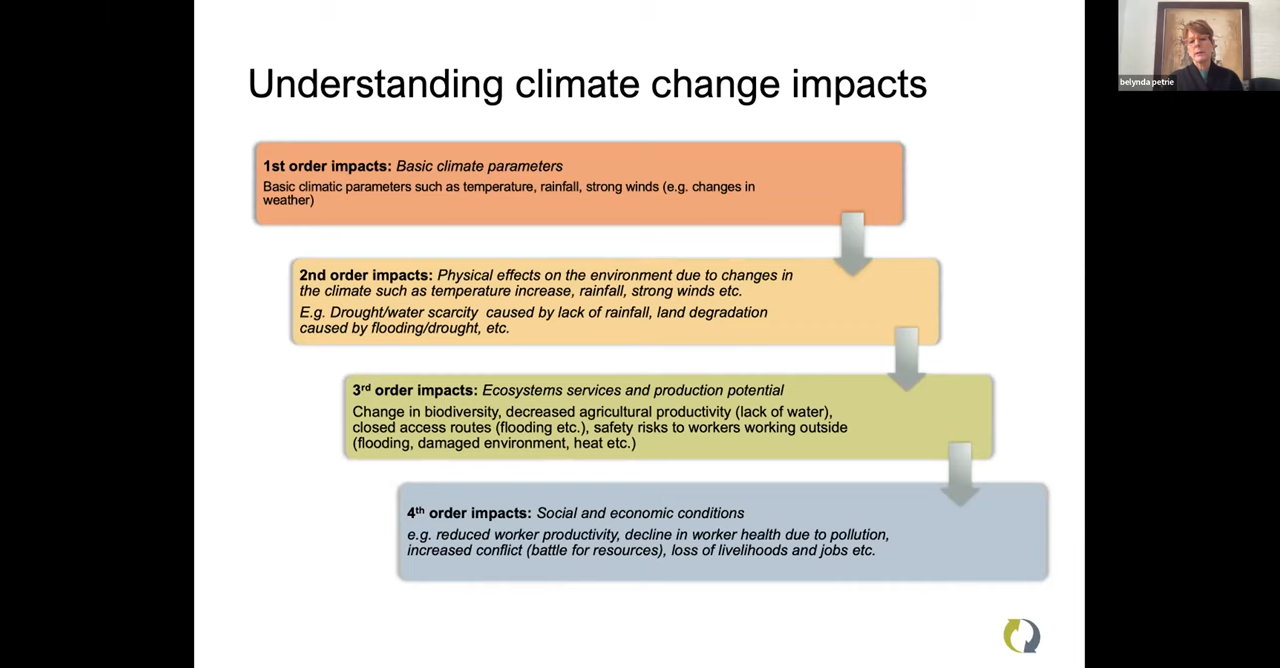 Understanding climate change impacts
belynda petrie
1st order impacts: Basic climate parameters
Basic climatic parameters such as temperature, rainfall, strong winds (e.g. changes in
weather)
2nd order impacts: Physical effects on the environment due to changes in
the climate such as temperature increase, rainfall, strong winds etc.
E.g. Drought/water scarcity caused by lack of rainfall, land degradation
caused by flooding/drought, etc.
3rd order impacts: Ecosystems services and production potential
Change in biodiversity, decreased agricultural productivity (lack of water),
closed access routes (flooding etc.), safety risks to workers working outside
(flooding, damaged environment, heat etc.)
4th order impacts: Social and economic conditions
e.g. reduced worker productivity, decline in worker health due to pollution,
increased conflict (battle for resources), loss of livelihoods and jobs etc.